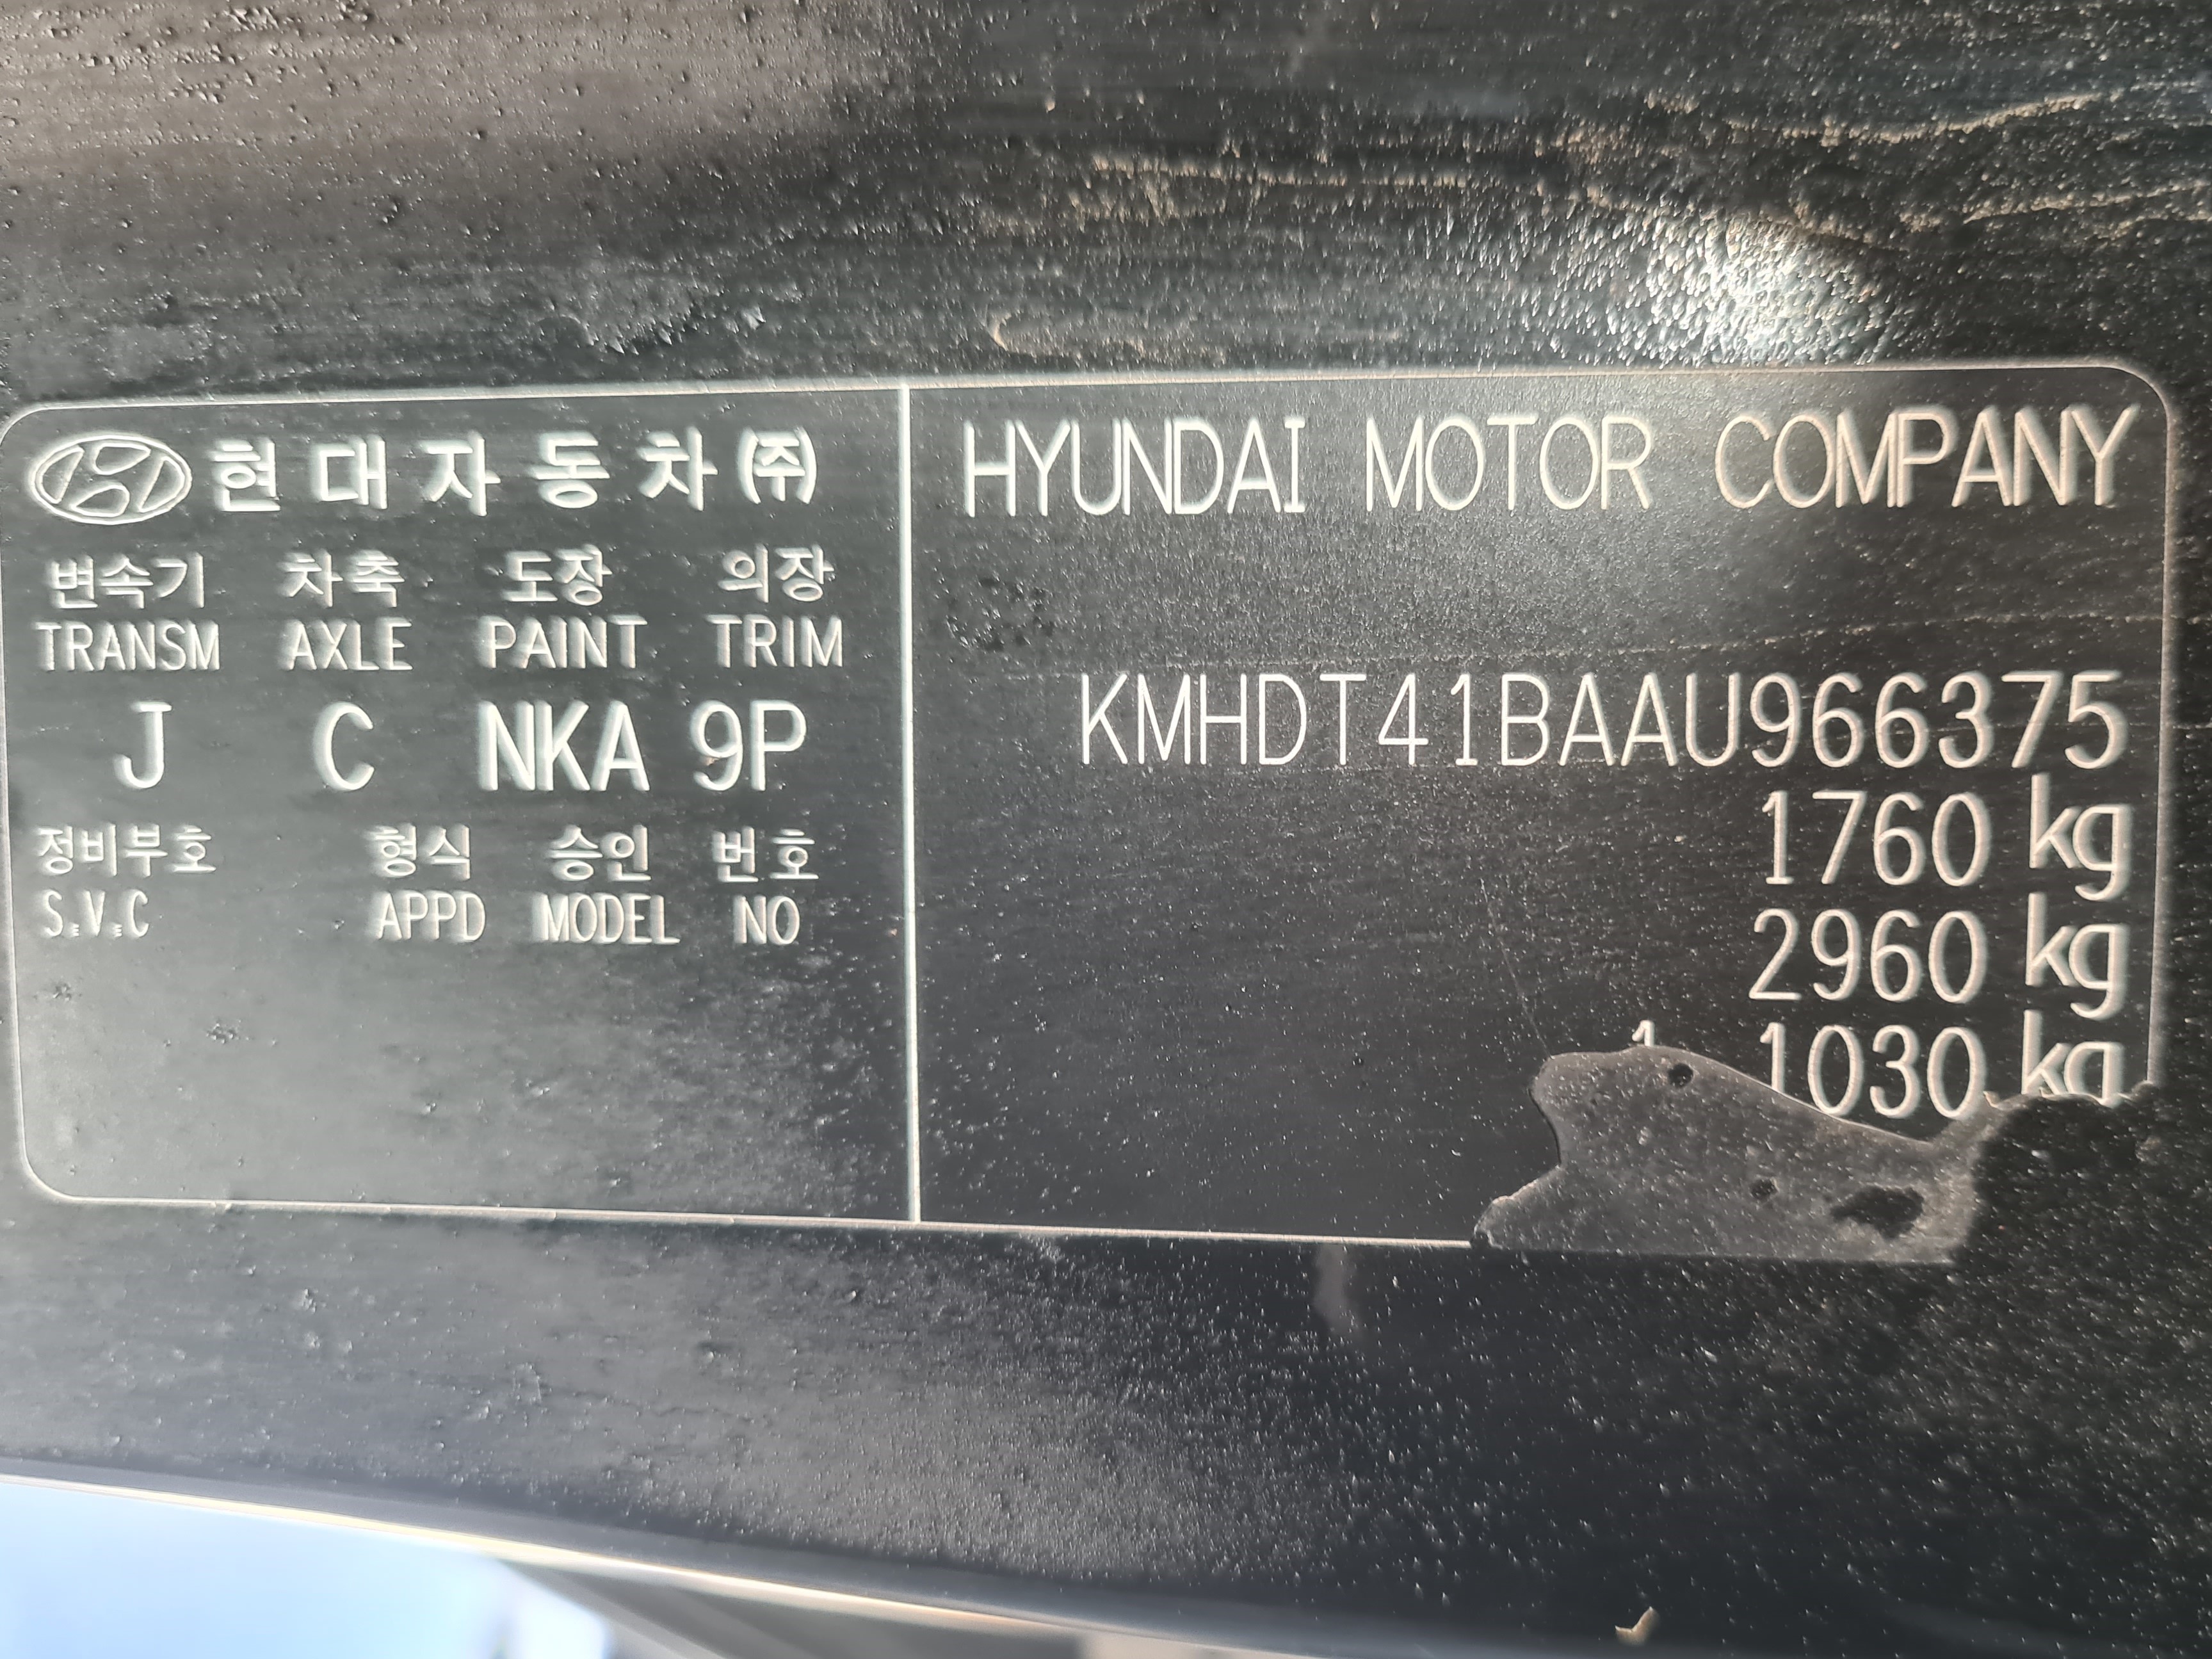 현대자동차㈜
변속기 차축 도장 의장
TRANSM AXLE PAINT TRIM
J C NKA 9P
정비부호 형식 승인 번호
S.V.C APPD MODEL NO
HYUNDAI MOTOR COMPANY
KMHDT41BAAU966375
1760 kg
2960 kg
1 1030 kg